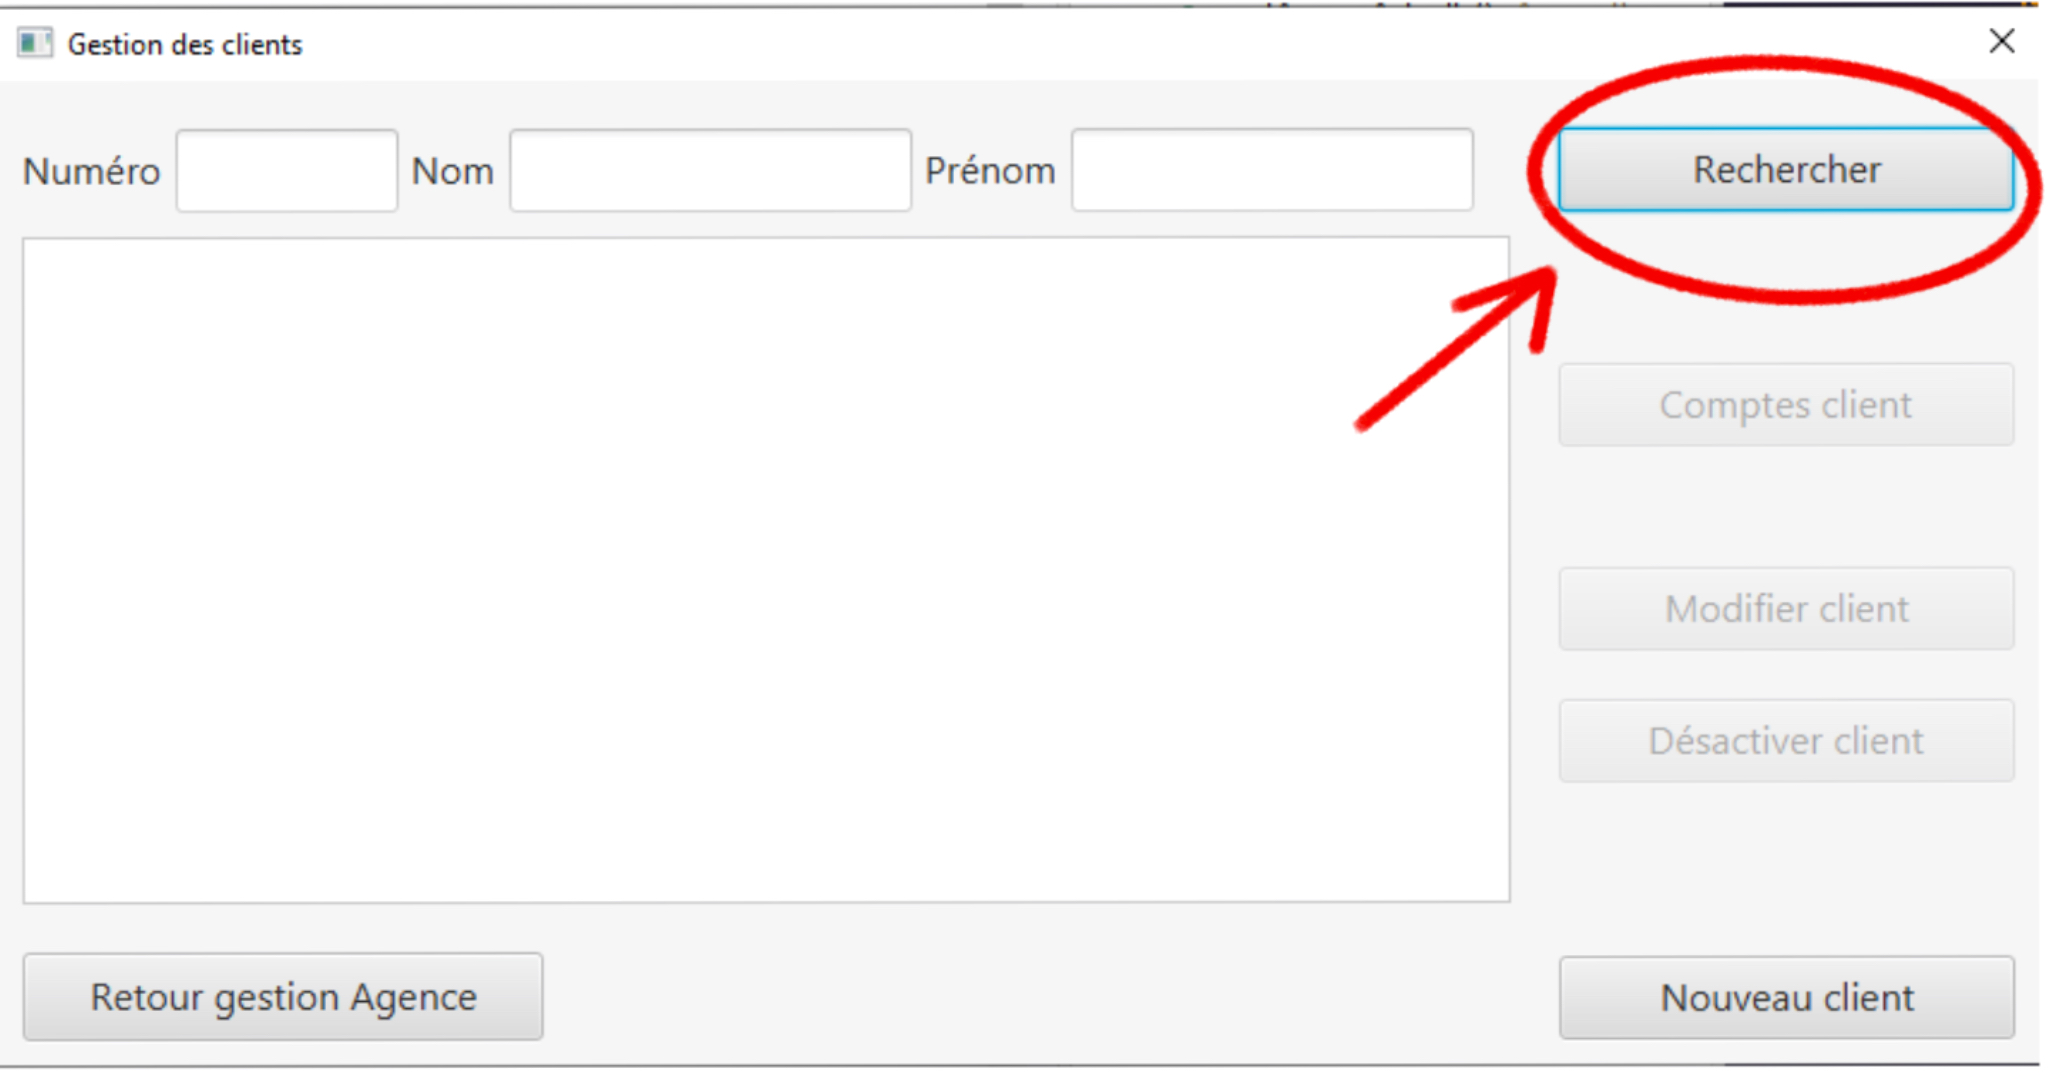 Gestion des clients
Numéro Nom Prénom Rechercher
Comptes client
Modifier client
Désactiver client
Retour gestion Agence Nouveau client